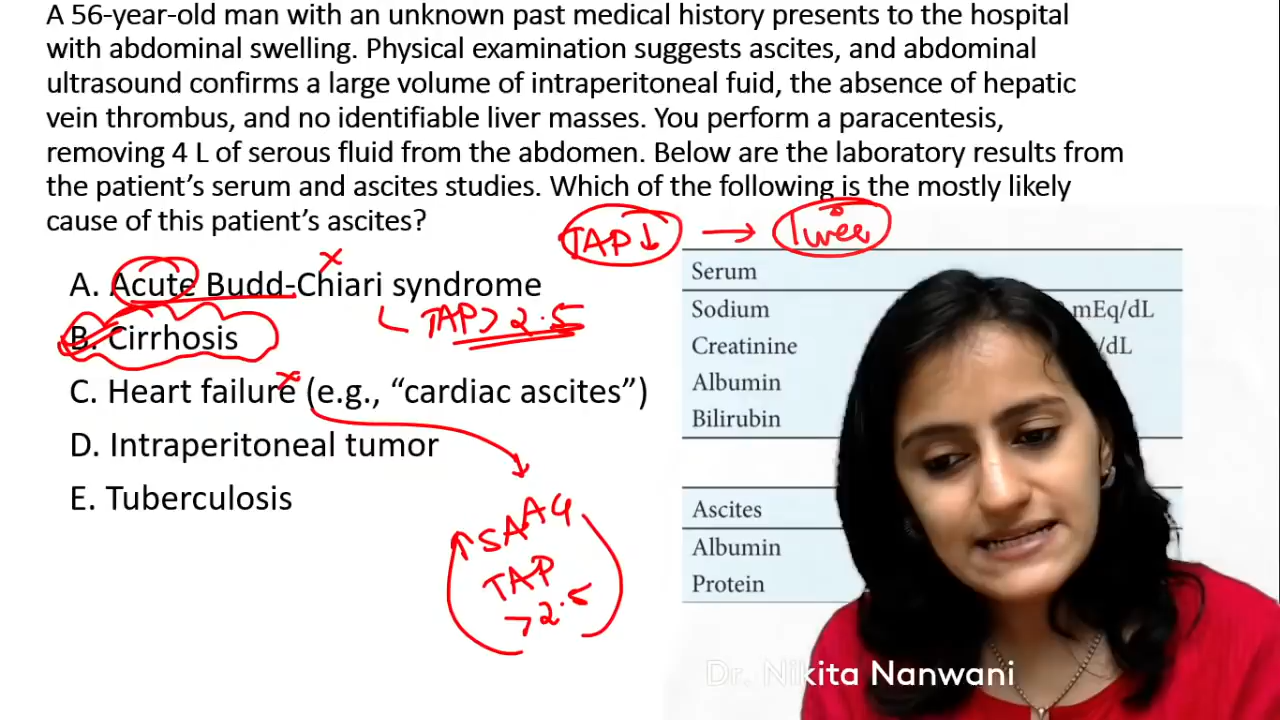 A 56-year-old man with an unknown past medical history presents to the hospital
with abdominal swelling. Physical examination suggests ascites, and abdominal
ultrasound confirms a large volume of intraperitoneal fuid, the absence of hepatic
vein thrombus, and no identifiable liver masses. You perform a paracentesis,
removing 4 L of serous fluid from the abdomen. Below are the laboratory results from
the patient's serum and ascites studies. Which of the following is the mostly likely
cause of this patient's ascites?
TAP↓ → Liver
A. Acute Budd-Chiari syndrome
TAP > 2.5
B. Cirrhosis
C. Heart failure (e.g., “cardiac ascites”)
D. Intraperitoneal tumor
E. Tuberculosis
↑ SAAG
TAP
> 2.5
Serum
Sodium mEq/dL
Creatinine /dL
Albumin
Bilirubin
Ascites
Albumin
Protein
Dr. Nikita Nanwani